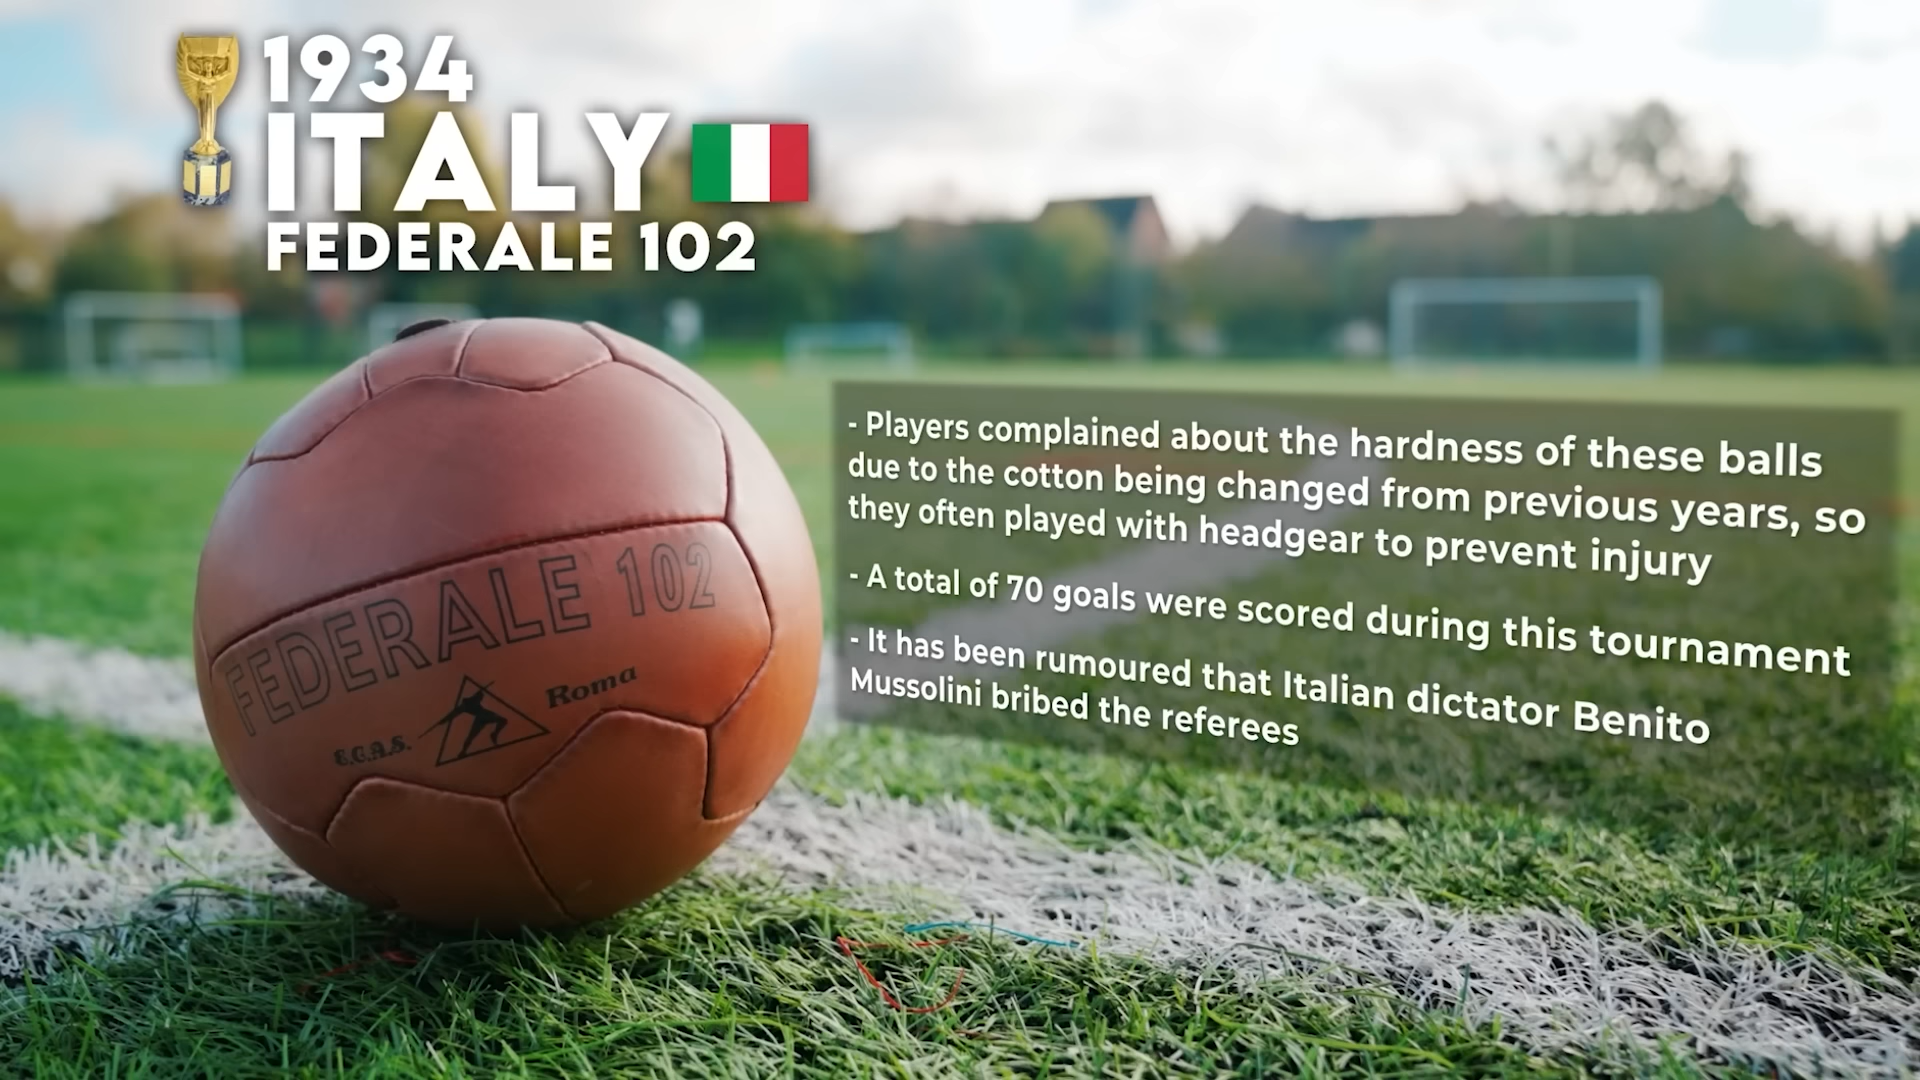 1934
ITALY
FEDERALE 102
FEDERALE 102
E.C.A.S. Roma
- Players complained about the hardness of these balls
due to the cotton being changed from previous years, so
they often played with headgear to prevent injury
- A total of 70 goals were scored during this tournament
- It has been rumoured that Italian dictator Benito
Mussolini bribed the referees